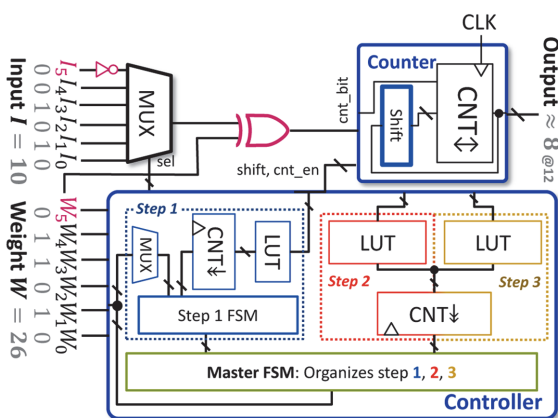 CLK
Output ≈ 8@12
Counter
cnt_bit
Shift
CNT↕
Input I = 10
I5 I4 I3 I2 I1 I0
0 0 1 0 1 0
MUX
sel
shift, cnt_en
Weight W = 26
W5 W4 W3 W2 W1 W0
0 1 1 0 1 0
Step 1
MUX
CNT↡
LUT
Step 1 FSM
LUT
LUT
Step 2
Step 3
CNT↡
Master FSM: Organizes step 1, 2, 3
Controller